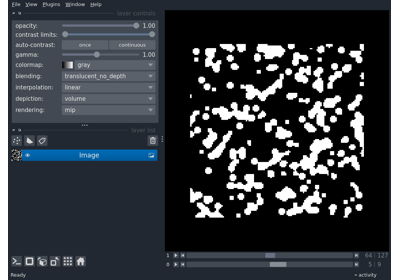 File View Plugins Window Help
layer controls
opacity: 1.00
contrast limits:
auto-contrast: once continuous
gamma: 1.00
colormap: gray
blending: translucent_no_depth
interpolation: linear
depiction: volume
rendering: mip
layer list
Image
1 64 127
0 5 9
Ready activity